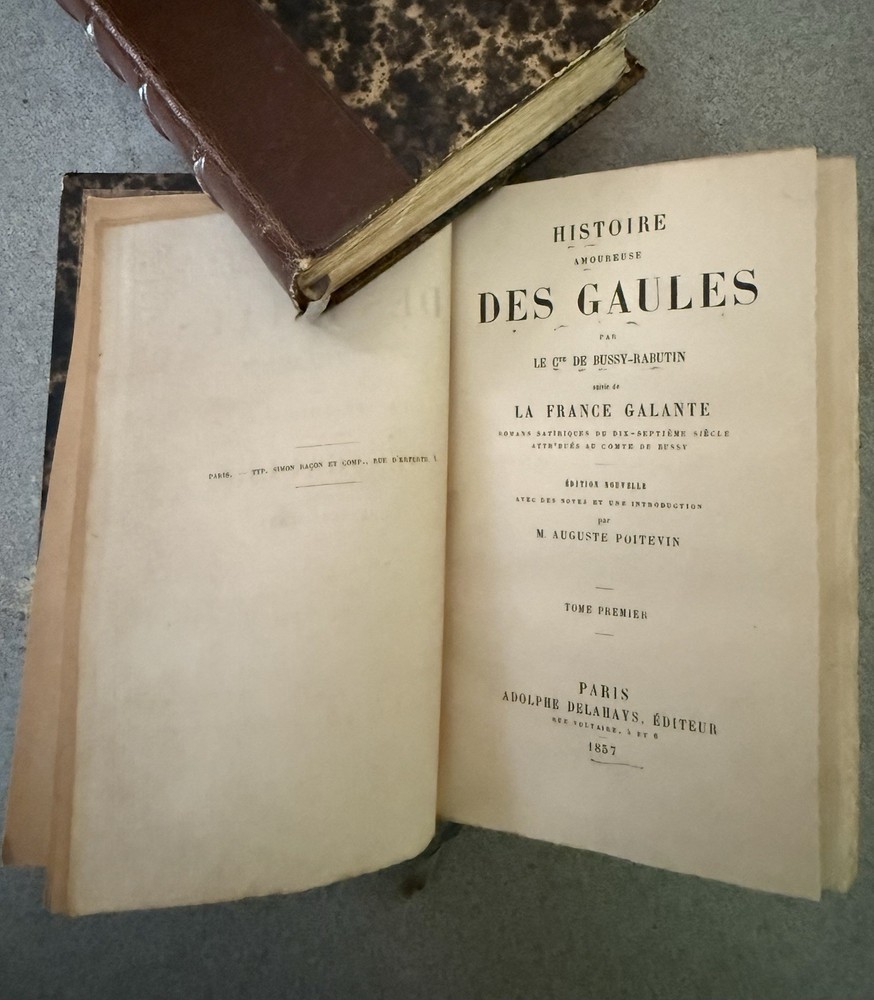 PARIS. — TYP. SIMON RAÇON ET COMP., RUE D'ERFURTH, 1.
HISTOIRE
AMOUREUSE
DES GAULES
PAR
LE Cte DE BUSSY-RABUTIN
suivie de
LA FRANCE GALANTE
ROMANS SATIRIQUES DU DIX-SEPTIÈME SIÈCLE
ATTRIBUÉS AU COMTE DE BUSSY
ÉDITION NOUVELLE
AVEC DES NOTES ET UNE INTRODUCTION
par
M. AUGUSTE POITEVIN
TOME PREMIER
PARIS
ADOLPHE DELAHAYS, ÉDITEUR
RUE VOLTAIRE, 4 ET 6
1857